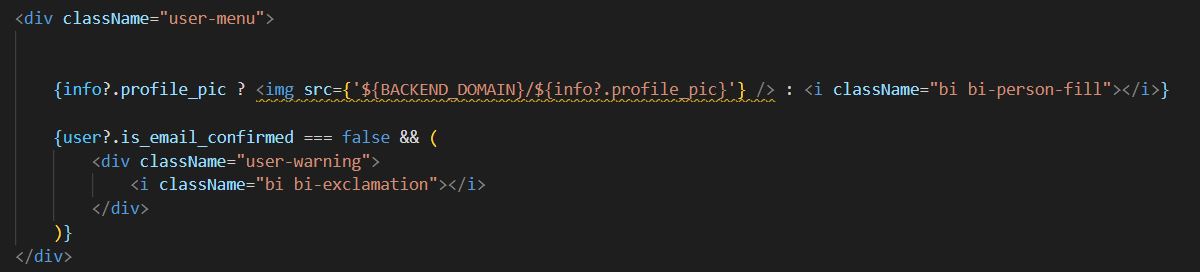 <div className="user-menu">
{info?.profile_pic ? <img src={'${BACKEND_DOMAIN}/${info?.profile_pic}'} /> : <i className="bi bi-person-fill"></i>}
{user?.is_email_confirmed === false && (
<div className="user-warning">
<i className="bi bi-exclamation"></i>
</div>
)}
</div>